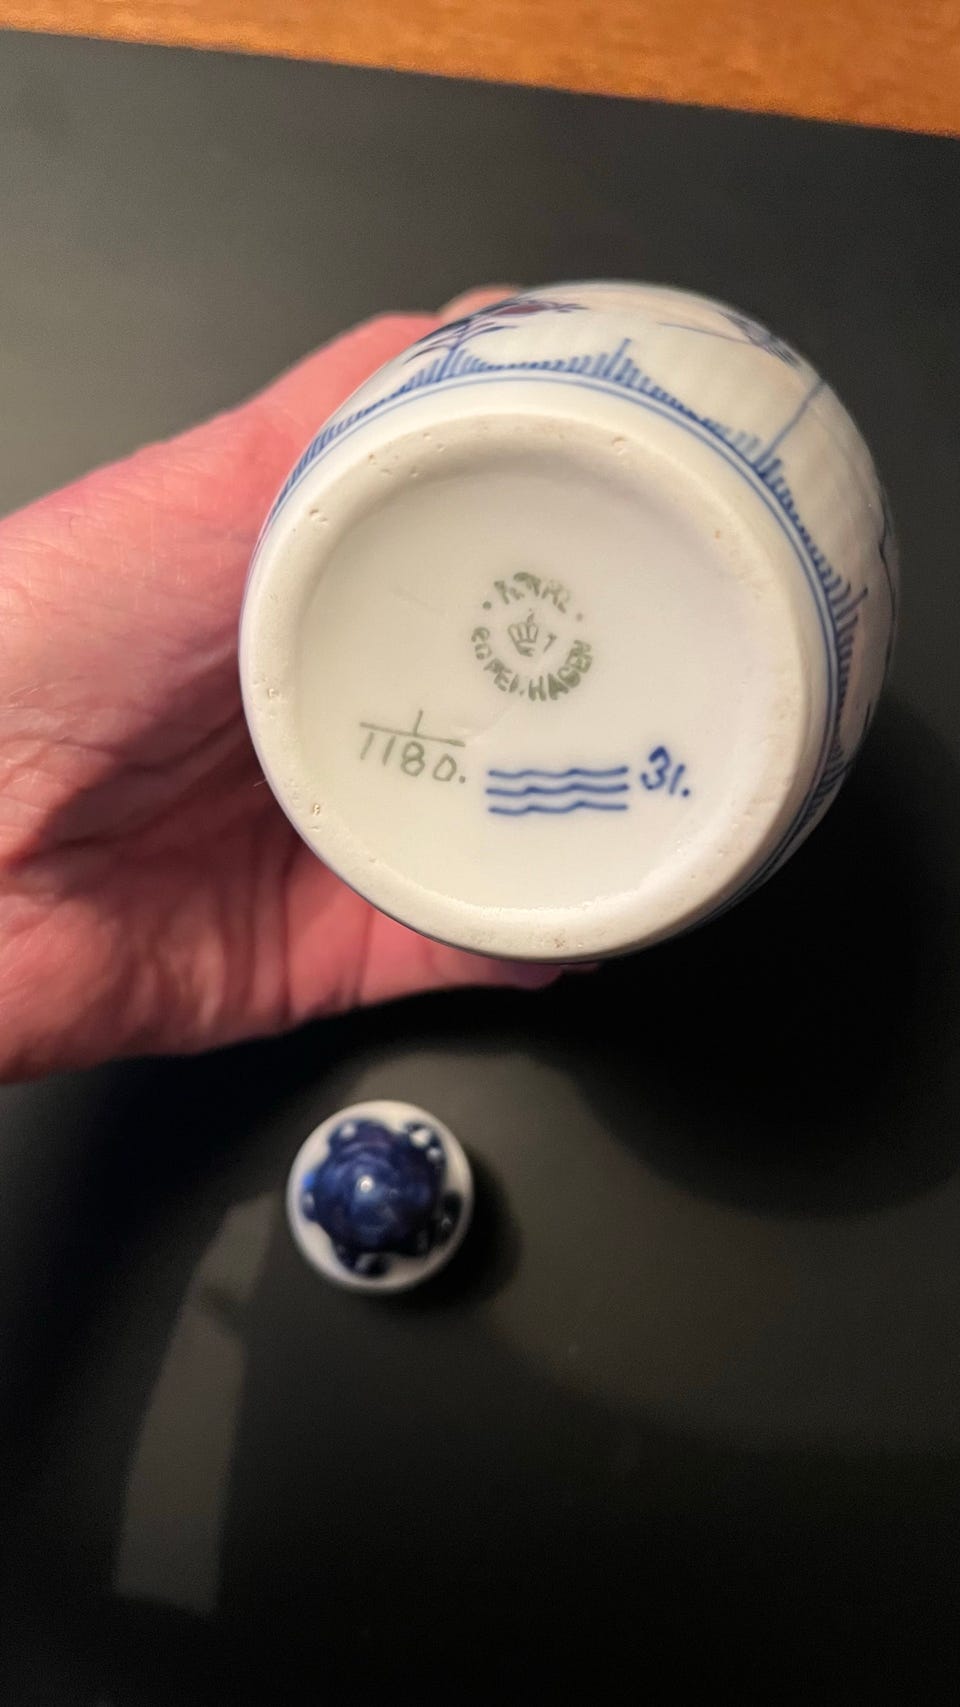 ROYAL
COPENHAGEN
1
1180.
31.